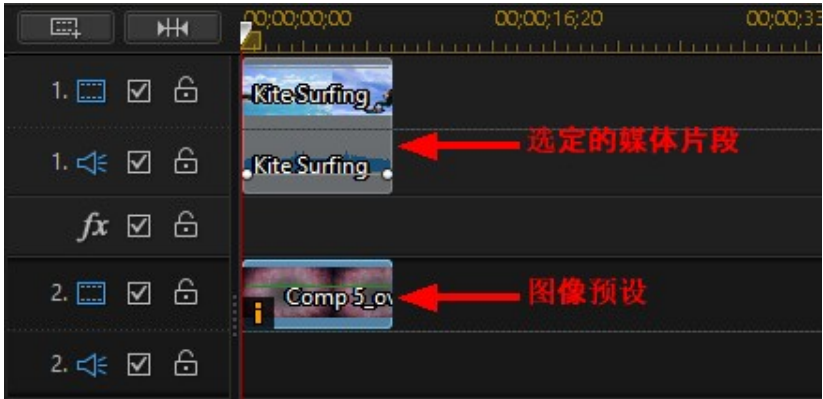 00;00;00;00 00;00;16;20 00;00;33
1. Kite Surfing
选定的媒体片段
1. Kite Surfing
fx
2. Comp 5_ov 图像预设
i
2.